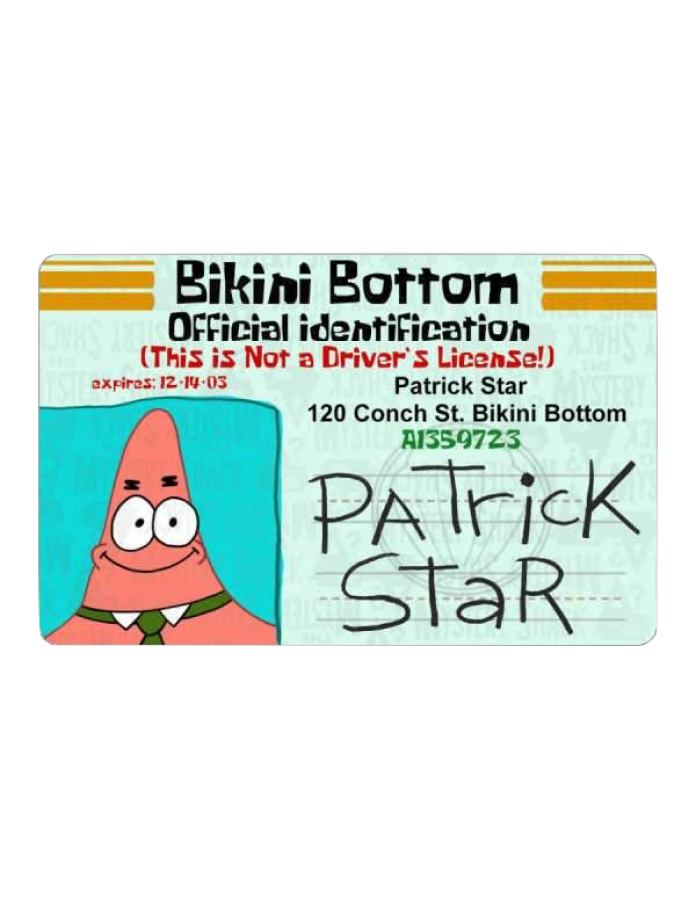 Bikini Bottom
Official identification
(This is Not a Driver's License!)
expires: 12-14-03
Patrick Star
120 Conch St. Bikini Bottom
A1359723
PATricK
STaR